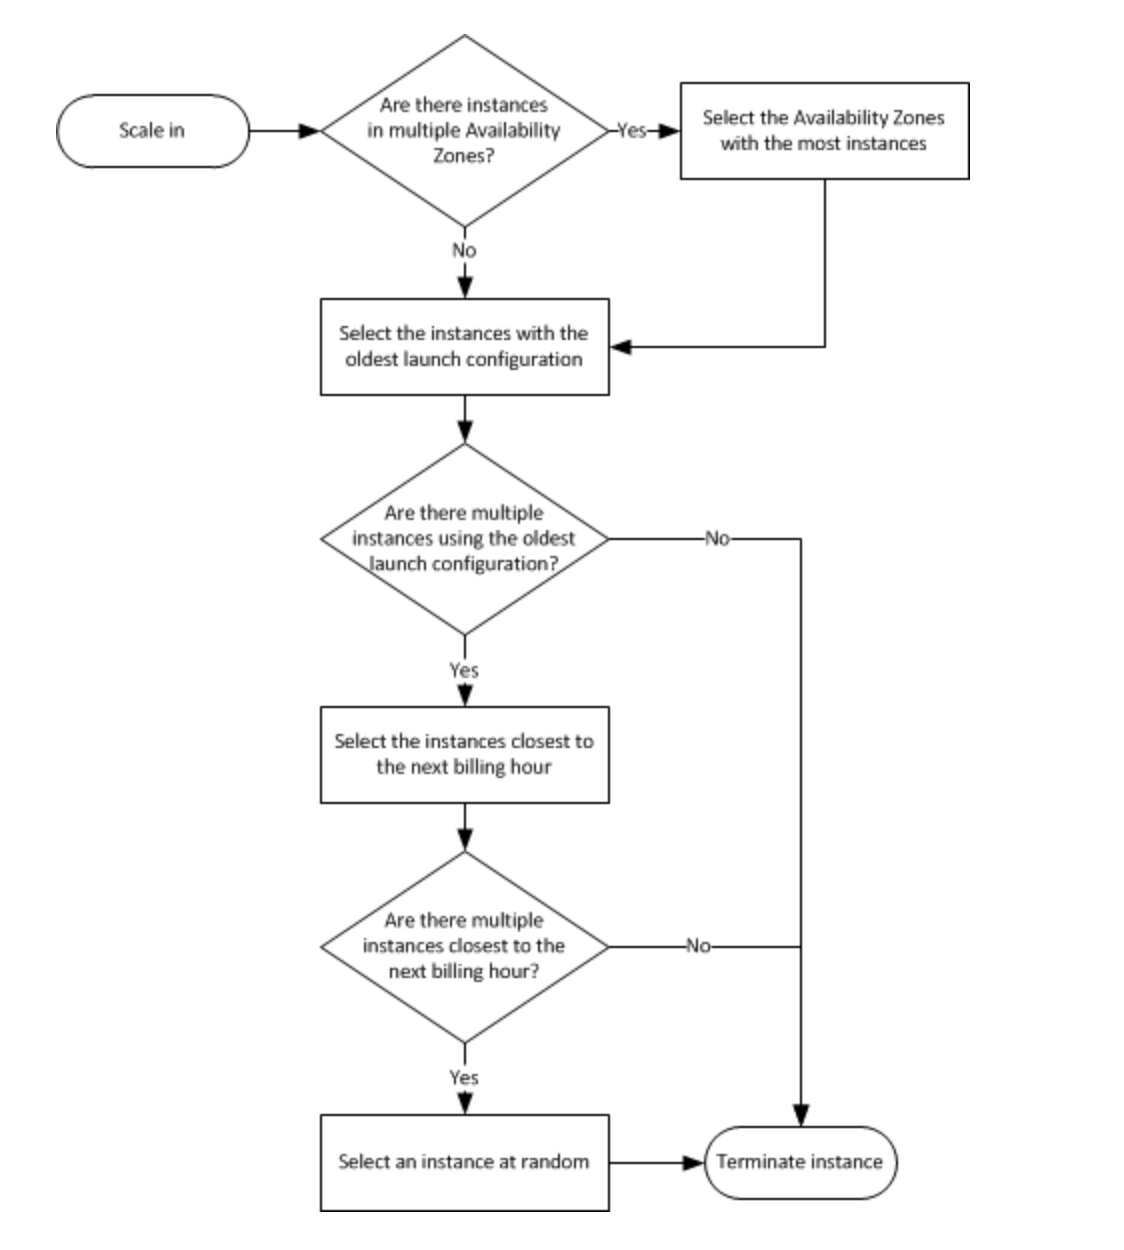 Scale in
Are there instances
in multiple Availability
Zones?
Yes
Select the Availability Zones
with the most instances
No
Select the instances with the
oldest launch configuration
Are there multiple
instances using the oldest
launch configuration?
No
Yes
Select the instances closest to
the next billing hour
Are there multiple
instances closest to the
next billing hour?
No
Yes
Select an instance at random
Terminate instance